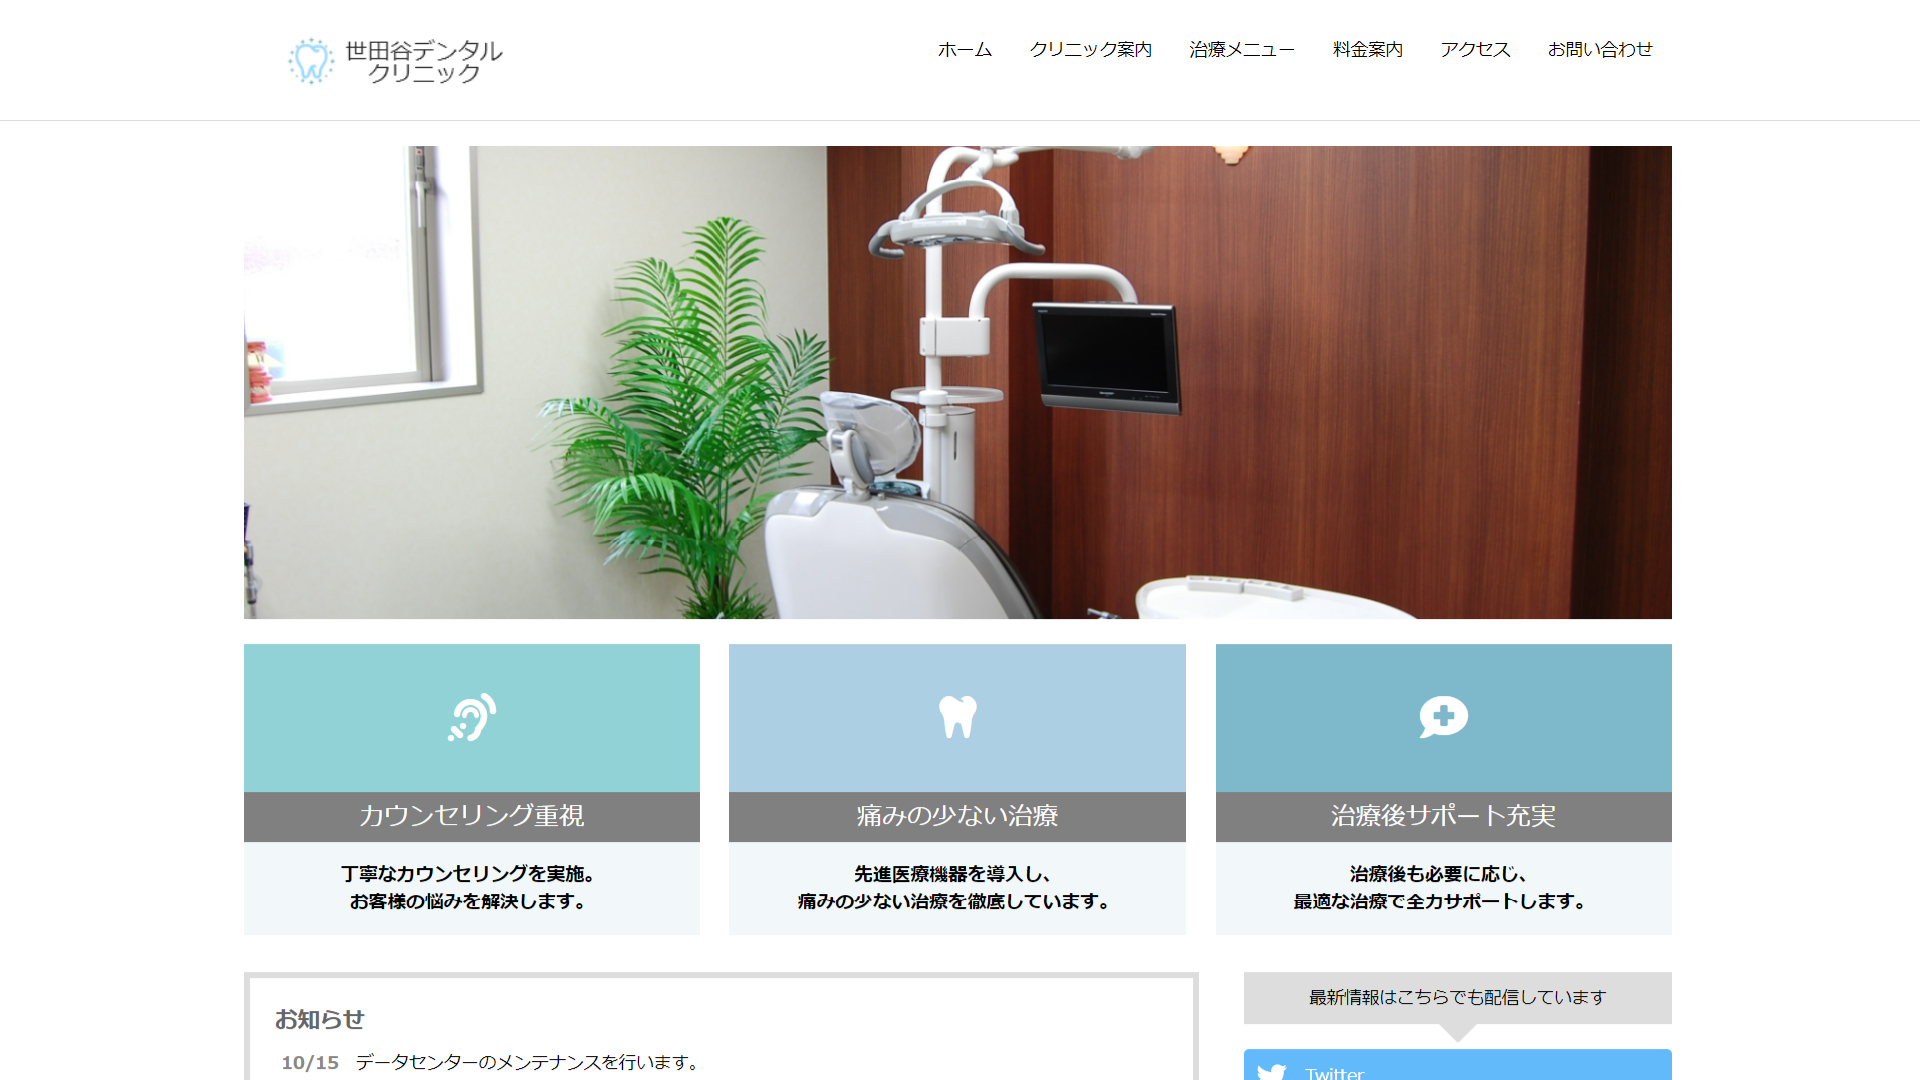 世田谷デンタル
クリニック
ホーム
クリニック案内
治療メニュー
料金案内
アクセス
お問い合わせ
カウンセリング重視
丁寧なカウンセリングを実施。
お客様の悩みを解決します。
痛みの少ない治療
先進医療機器を導入し、
痛みの少ない治療を徹底しています。
治療後サポート充実
治療後も必要に応じ、
最適な治療で全力サポートします。
お知らせ
10/15 データセンターのメンテナンスを行います。
最新情報はこちらでも配信しています
Twitter